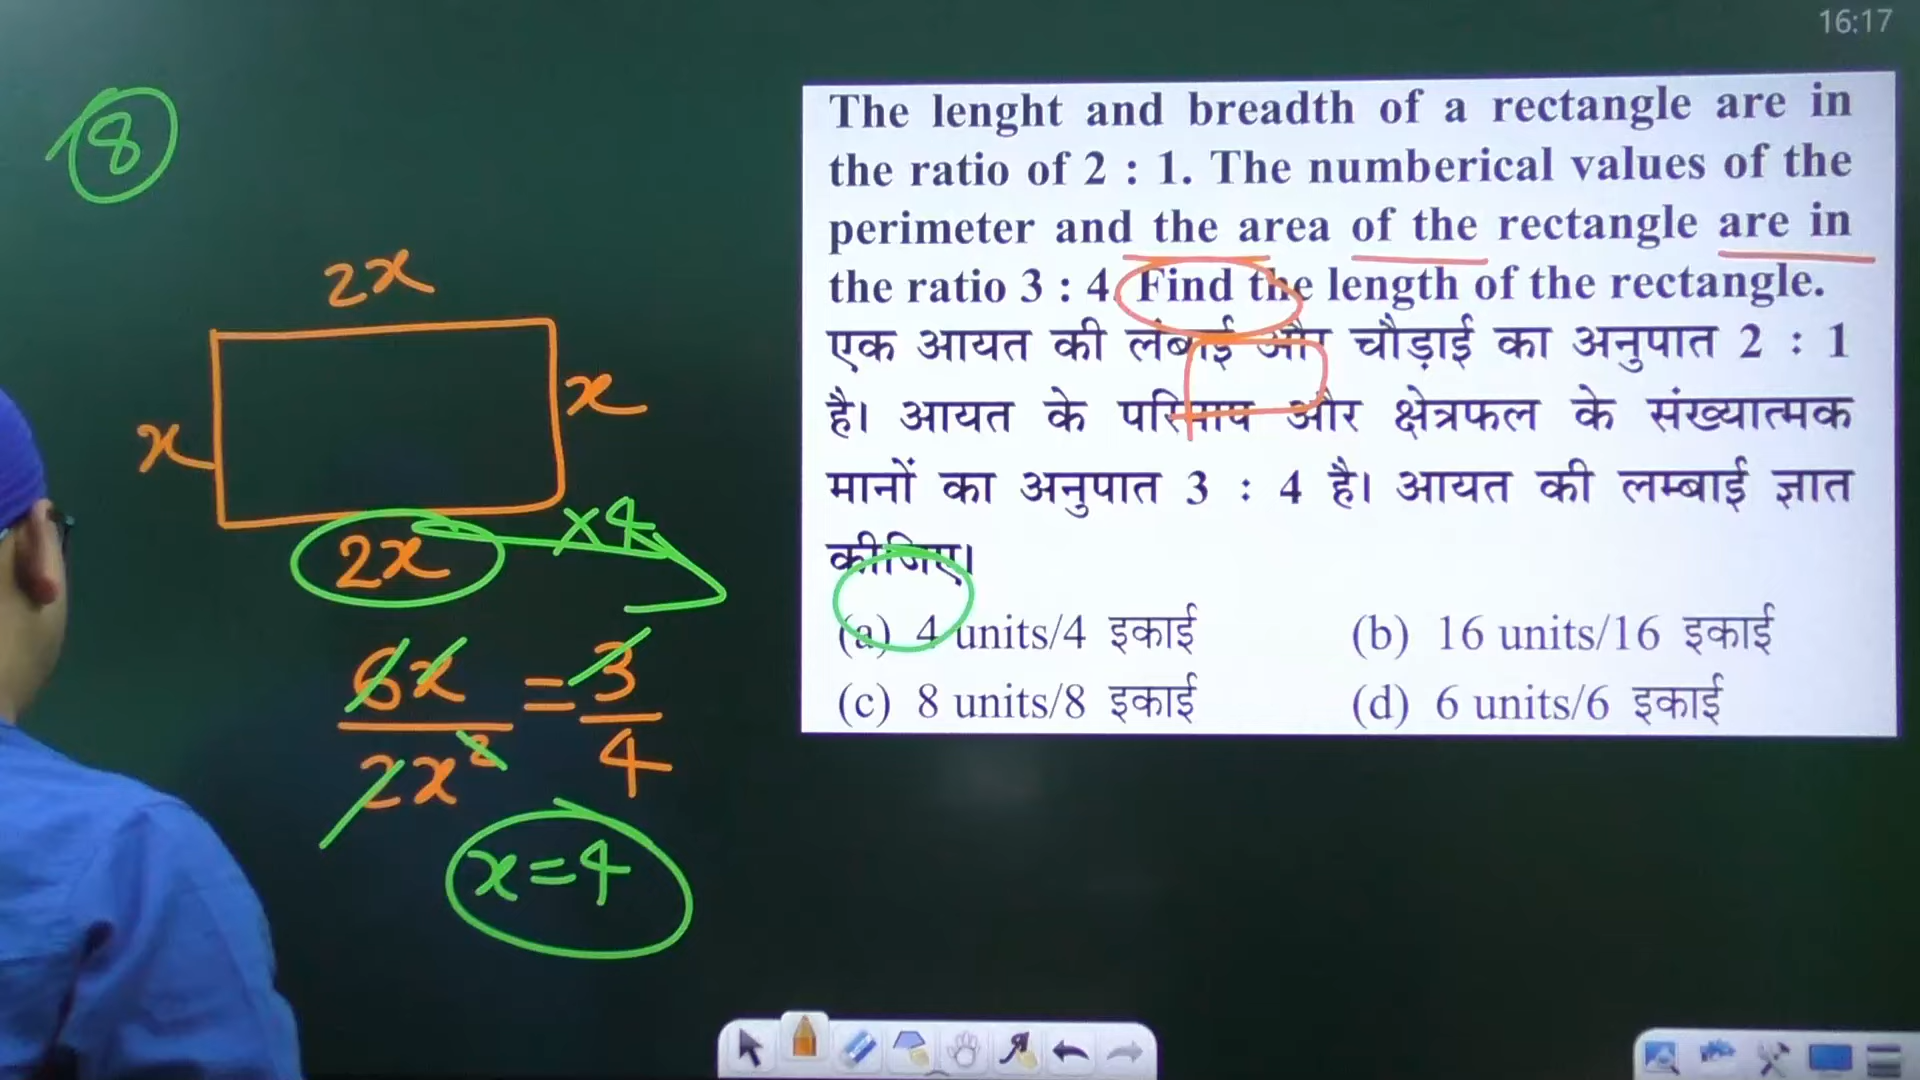 16:17
8
2x
x
x
2x ×4
6x/2x² = 3/4
x=4
The lenght and breadth of a rectangle are in
the ratio of 2 : 1. The numberical values of the
perimeter and the area of the rectangle are in
the ratio 3 : 4. Find the length of the rectangle.
एक आयत की लंबाई और चौड़ाई का अनुपात 2 : 1
है। आयत के परिमाप और क्षेत्रफल के संख्यात्मक
मानों का अनुपात 3 : 4 है। आयत की लम्बाई ज्ञात
कीजिए।
(a) 4 units/4 इकाई (b) 16 units/16 इकाई
(c) 8 units/8 इकाई (d) 6 units/6 इकाई